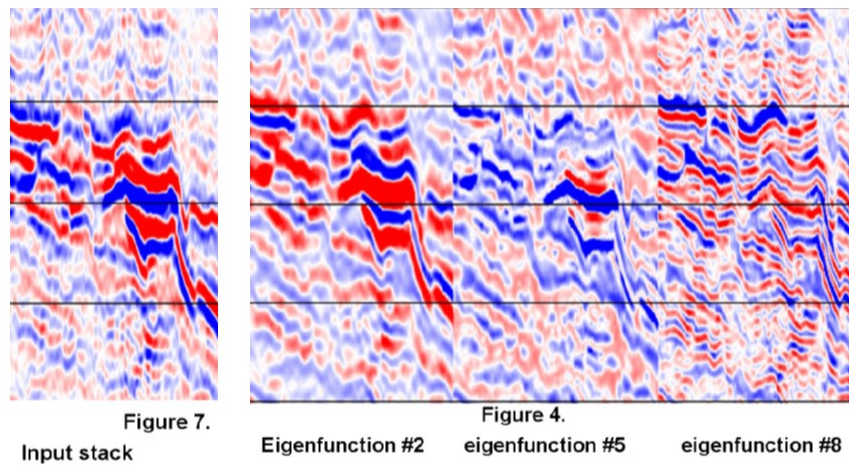 Figure 7.
Input stack
Figure 4.
Eigenfunction #2 eigenfunction #5 eigenfunction #8